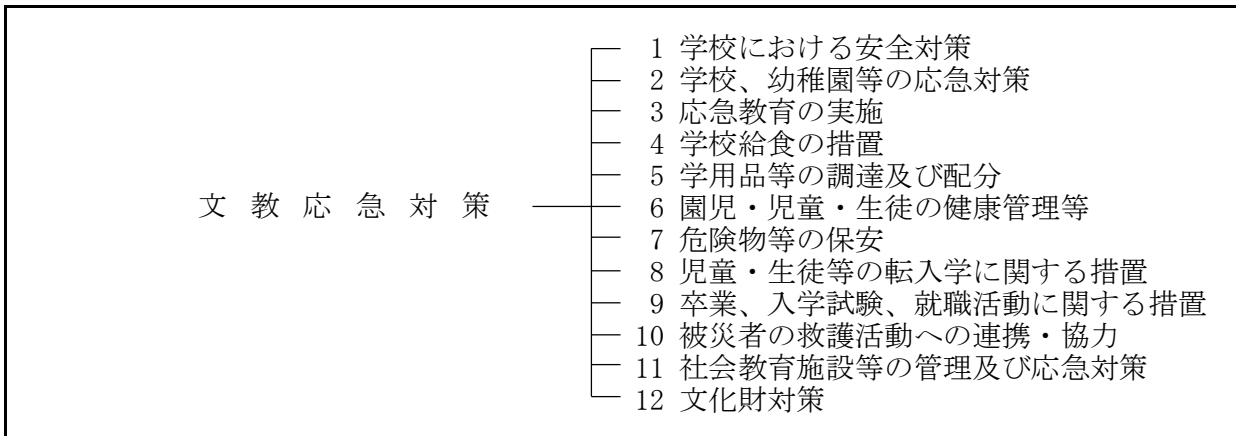 文教応急対策
1 学校における安全対策
2 学校、幼稚園等の応急対策
3 応急教育の実施
4 学校給食の措置
5 学用品等の調達及び配分
6 園児・児童・生徒の健康管理等
7 危険物等の保安
8 児童・生徒等の転入学に関する措置
9 卒業、入学試験、就職活動に関する措置
10 被災者の救護活動への連携・協力
11 社会教育施設等の管理及び応急対策
12 文化財対策